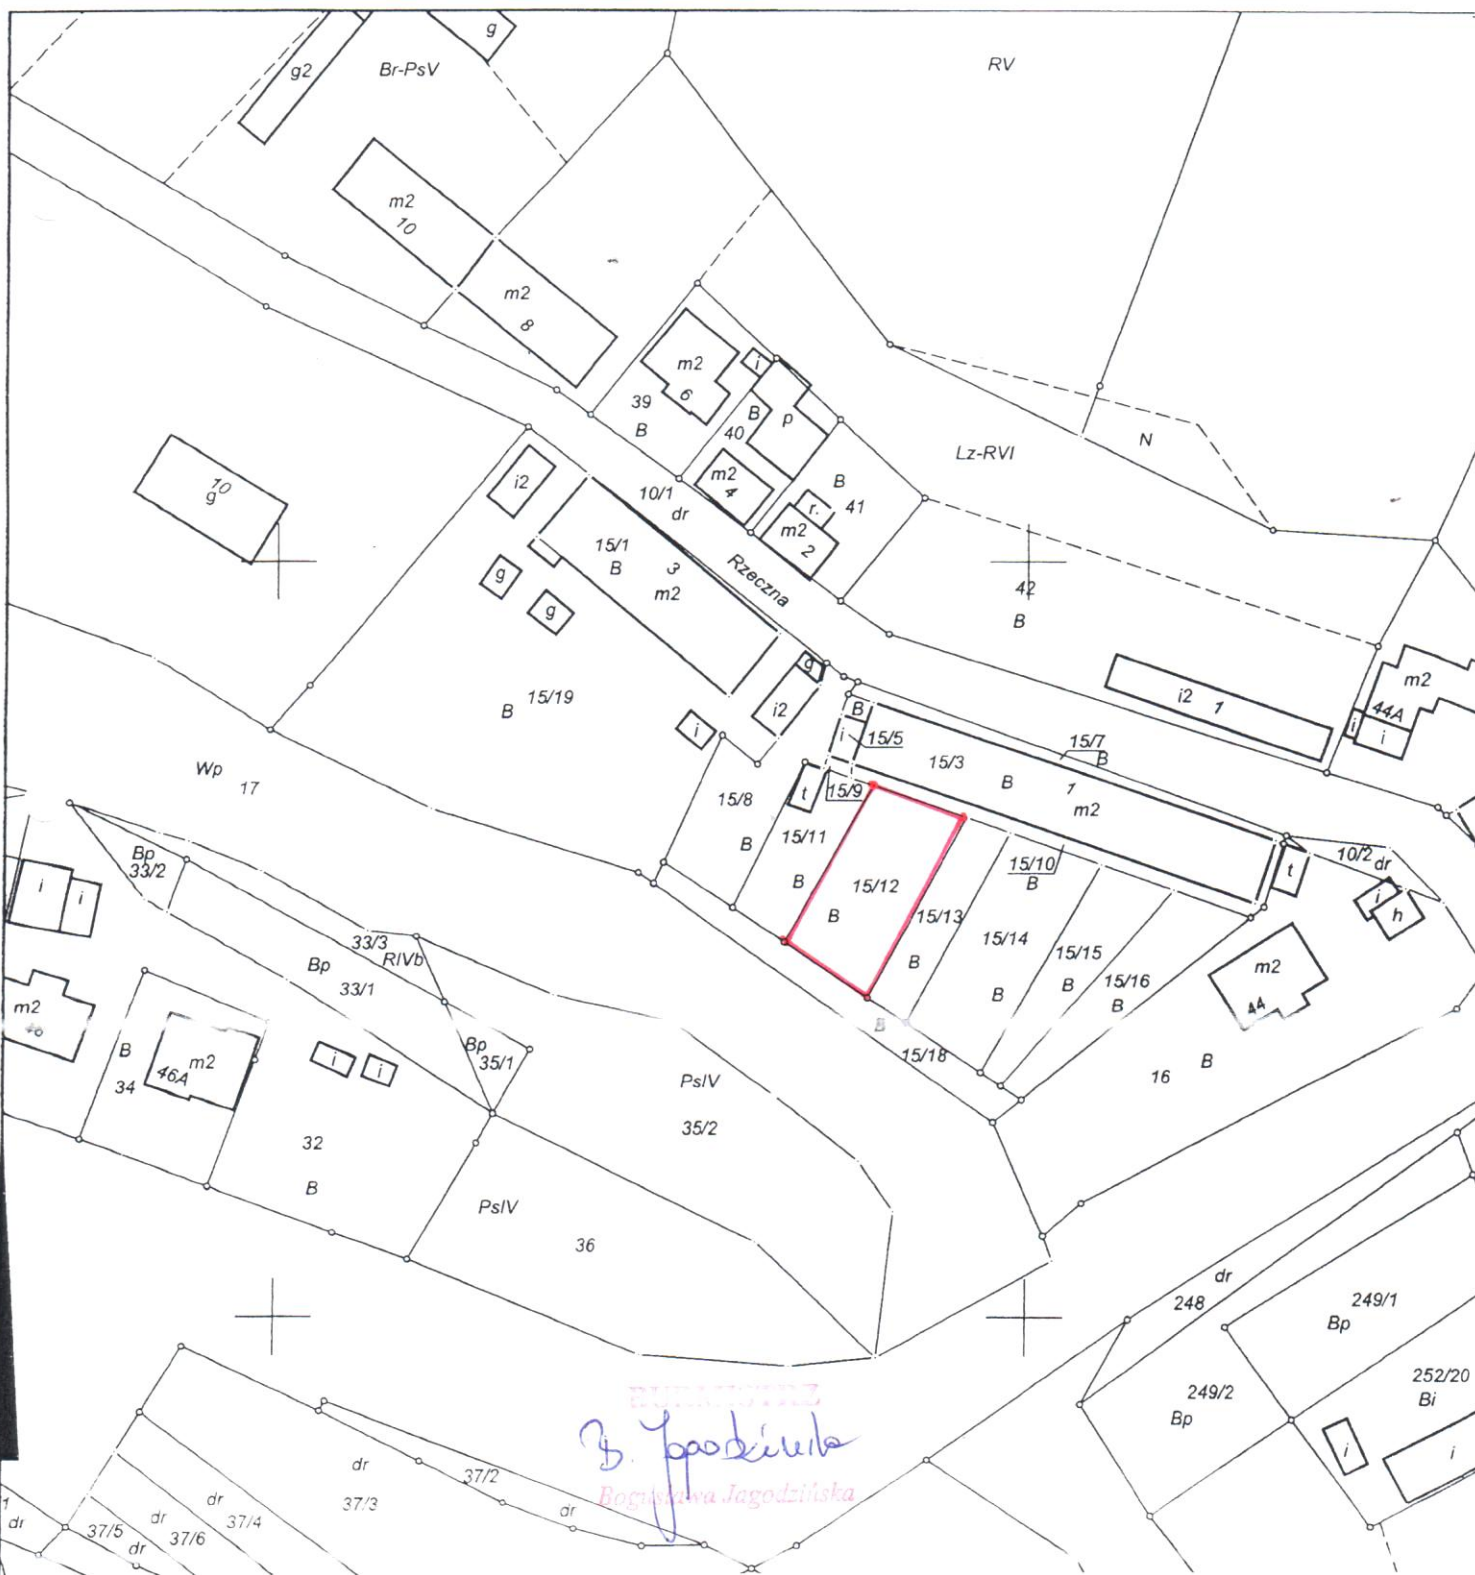 g
g2
Br-PsV
RV
m2
10
m2
8
m2
6
i
39
B
B
40
p
Lz-RVI
N
m2
4
B
41
r.
m2
2
10
g
i2
10/1
dr
15/1
B
3
m2
Rzeczna
g
g
42
B
g
i2
1
m2
44A
i
i
B
15/19
i2
i
B
i
15/5
15/3
15/7
B
B
1
m2
Wp
17
15/8
t
15/9
B
15/11
B
15/12
B
15/13
B
15/10
B
15/14
B
15/15
B
15/16
B
t
10/2
dr
i
h
m2
44
Bp
33/2
i
i
33/3
RIVb
Bp
33/1
m2
B
34
m2
46A
i
i
Bp
35/1
B
15/18
16
B
PsIV
35/2
32
B
PsIV
36
dr
248
249/1
Bp
249/2
Bp
252/20
Bi
i
i
BURMISTRZ
B. Jagodzińska
Bogusława Jagodzińska
37/2
dr
dr
37/3
dr
37/4
dr
37/6
37/5
dr
1
dr